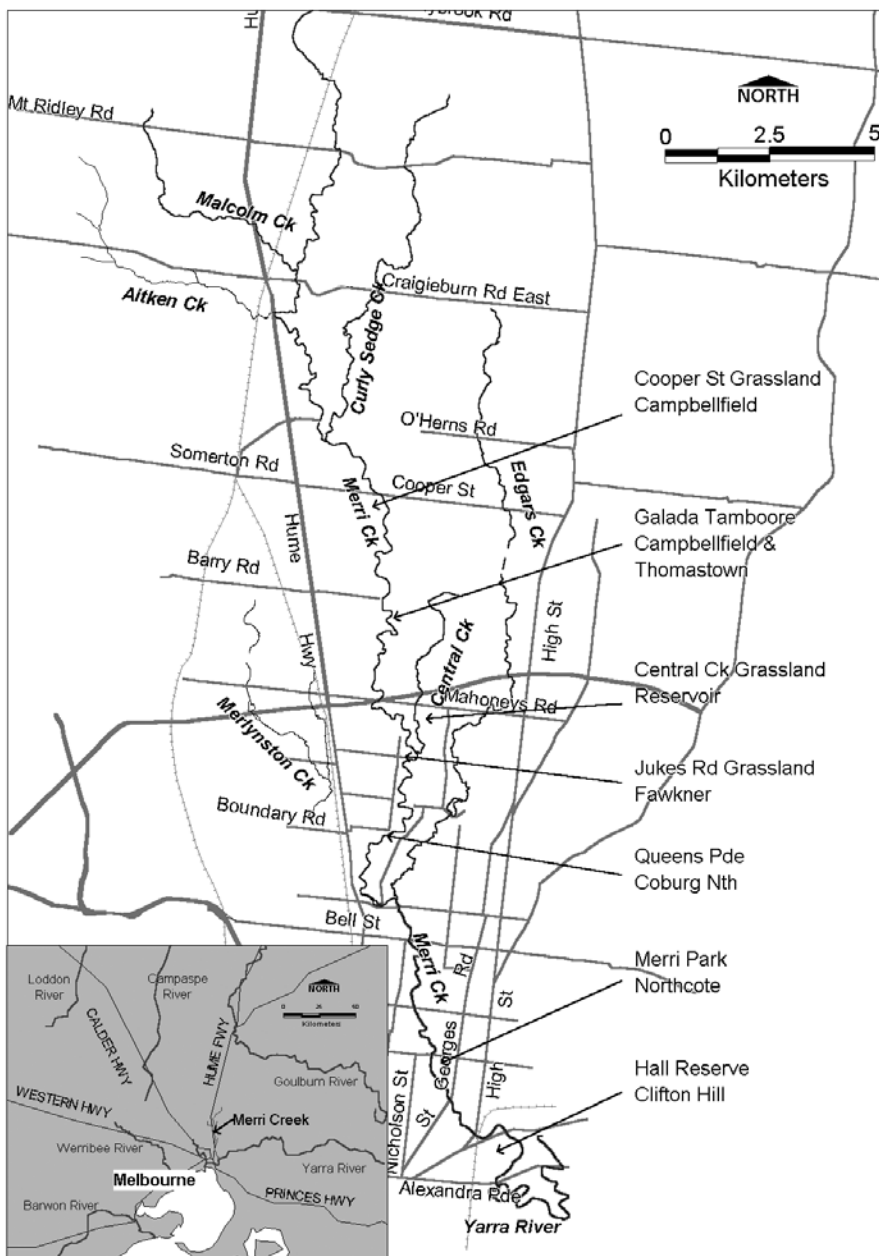 Hu
ybrook Rd
NORTH
0 2.5 5
Kilometers
Mt Ridley Rd
Malcolm Ck
Aitken Ck
Craigieburn Rd East
Curly Sedge Ck
Cooper St Grassland
Campbellfield
O'Herns Rd
Somerton Rd
Cooper St
Edgars Ck
Merri Ck
Hume
Galada Tamboore
Campbellfield &
Thomastown
Barry Rd
High St
Central Ck
Hwy
Central Ck Grassland
Reservoir
Mahoneys Rd
Merlynston Ck
Jukes Rd Grassland
Fawkner
Boundary Rd
Queens Pde
Coburg Nth
Bell St
Merri Ck
Rd
St
Merri Park
Northcote
Georges
High
Nicholson St
St
Hall Reserve
Clifton Hill
Alexandra Pde
Yarra River
Loddon
River
Campaspe
River
NORTH
Kilometers
CALDER HWY
HUME FWY
Goulburn River
WESTERN HWY
Merri Creek
Werribee River
Yarra River
Melbourne
Barwon River
PRINCES HWY